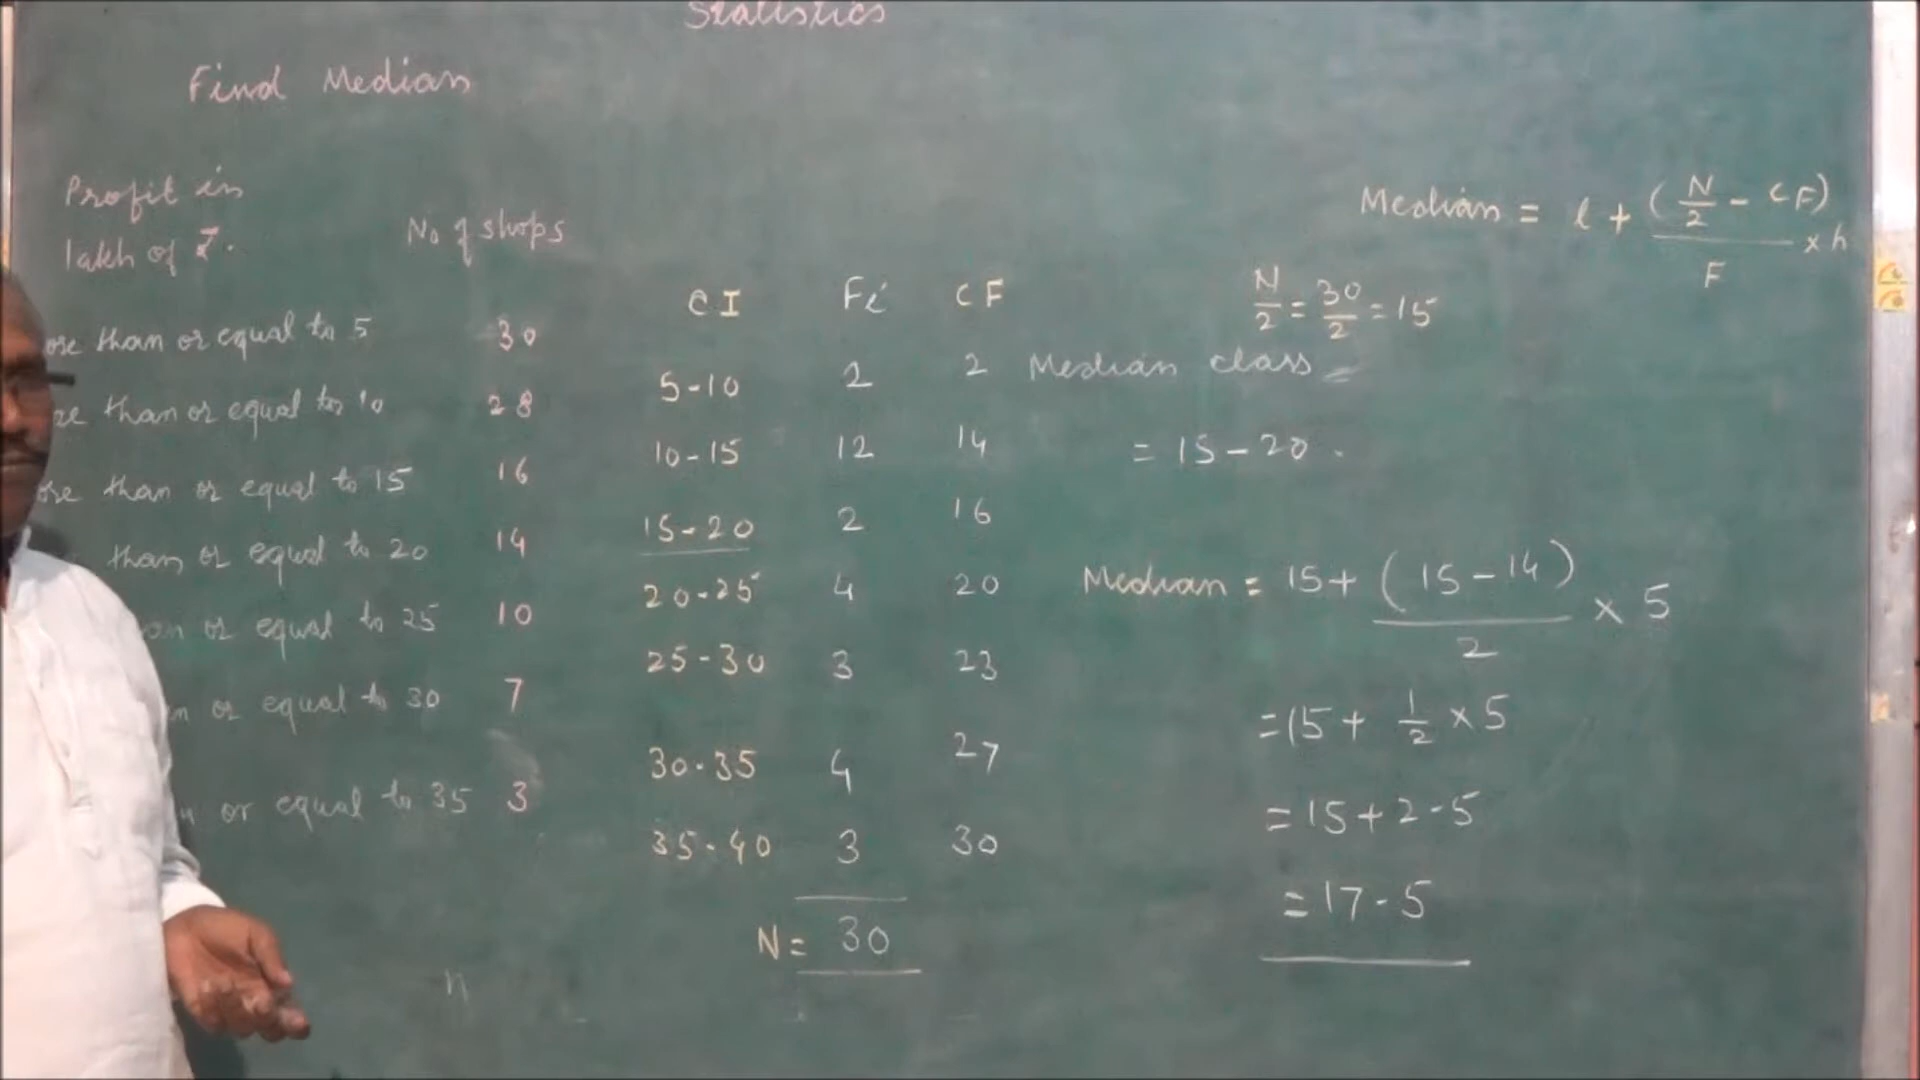 Statistics
Find Median
Profit in
lakh of ₹.
No of shops
ore than or equal to 5 30
re than or equal to 10 28
ore than or equal to 15 16
than or equal to 20 14
an or equal to 25 10
n or equal to 30 7
n or equal to 35 3
n
CI Fi CF
5-10 2 2
10-15 12 14
15-20 2 16
20-25 4 20
25-30 3 23
30-35 4 27
35-40 3 30
N = 30
Median = l + (N/2 - CF)/F × h
N/2 = 30/2 = 15
Median class =
= 15-20.
Median = 15 + (15-14)/2 × 5
= 15 + 1/2 × 5
= 15 + 2.5
= 17.5